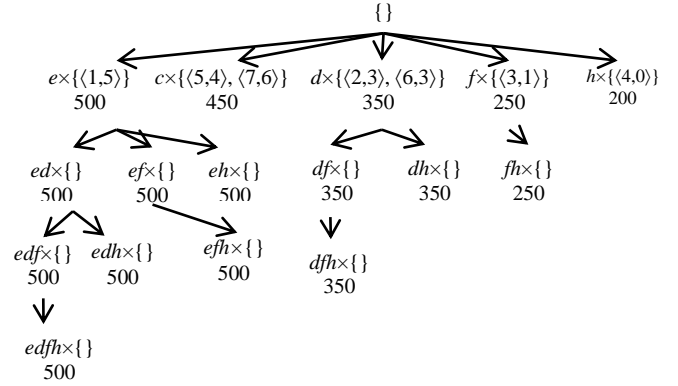 {}
e×{⟨1,5⟩} c×{⟨5,4⟩, ⟨7,6⟩} d×{⟨2,3⟩, ⟨6,3⟩} f×{⟨3,1⟩} h×{⟨4,0⟩}
500 450 350 250 200
ed×{} ef×{} eh×{} df×{} dh×{} fh×{}
500 500 500 350 350 250
edf×{} edh×{} efh×{} dfh×{}
500 500 500 350
edfh×{}
500